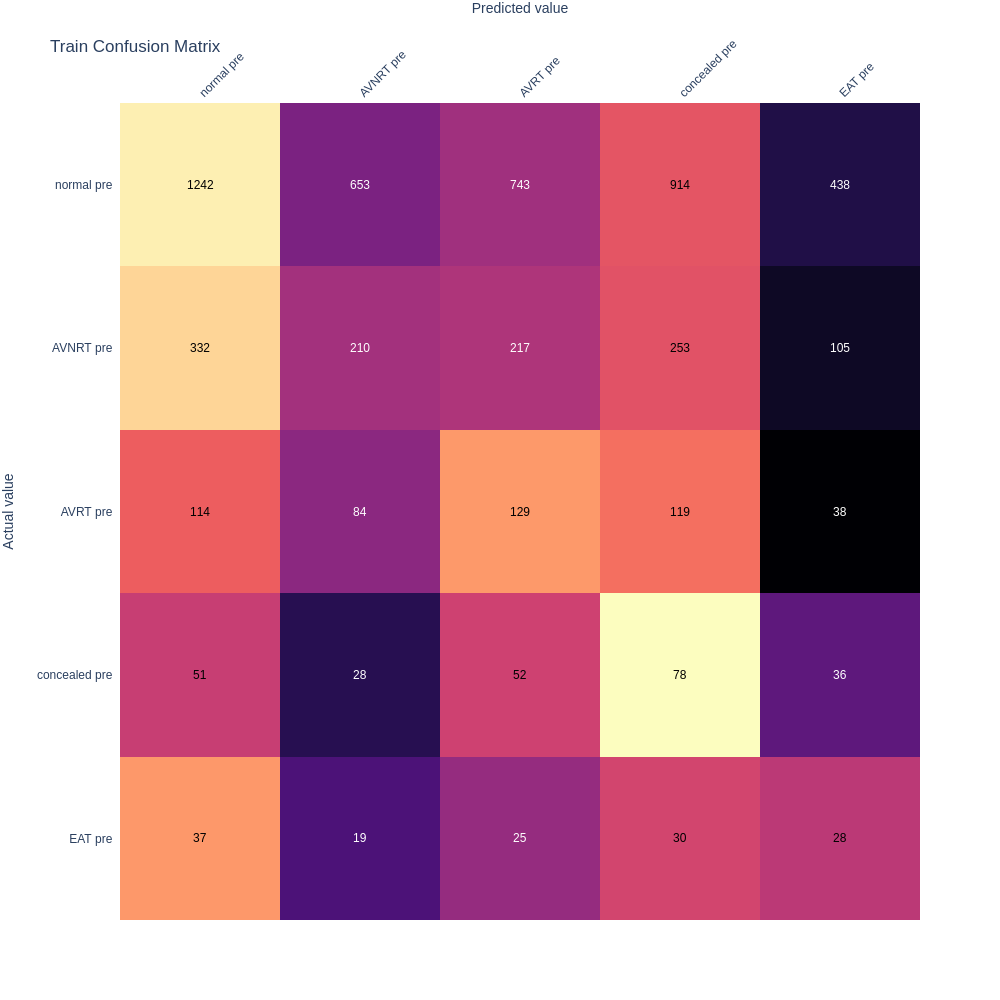 Predicted value
Train Confusion Matrix
normal pre AVNRT pre AVRT pre concealed pre EAT pre
normal pre 1242 653 743 914 438
AVNRT pre 332 210 217 253 105
AVRT pre 114 84 129 119 38
concealed pre 51 28 52 78 36
EAT pre 37 19 25 30 28
Actual value